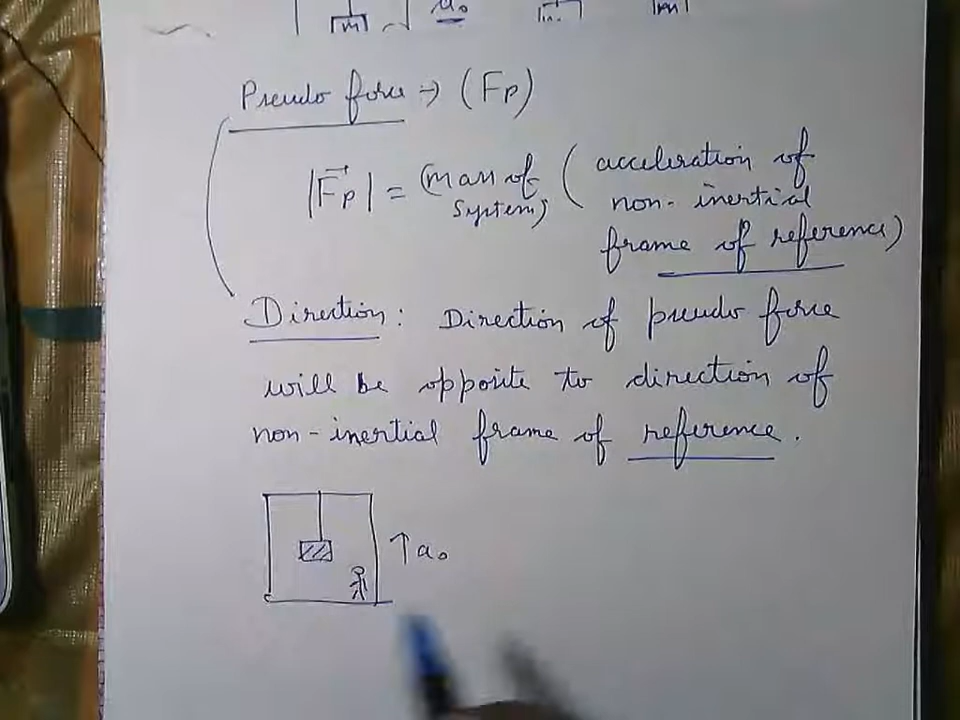 m a₀ m m
Pseudo force → (Fp)
|F⃗p| = (mass of system) (acceleration of non-inertial frame of reference)
Direction: Direction of pseudo force
will be opposite to direction of
non-inertial frame of reference.
↑a₀